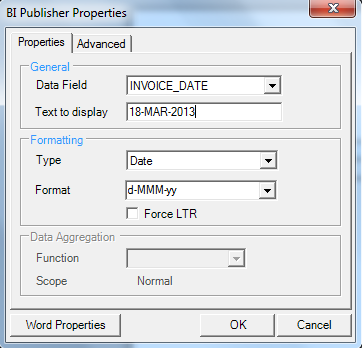 BI Publisher Properties
Properties Advanced
General
Data Field INVOICE_DATE
Text to display 18-MAR-2013
Formatting
Type Date
Format d-MMM-yy
Force LTR
Data Aggregation
Function
Scope Normal
Word Properties OK Cancel